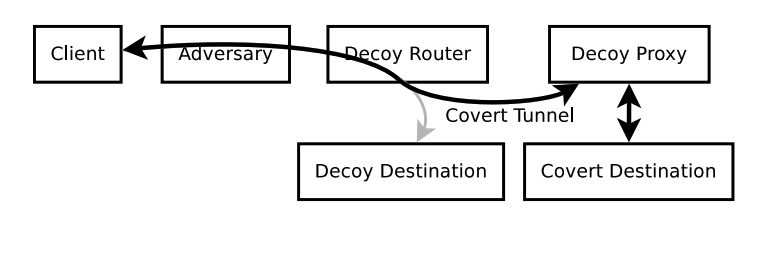 Client
Adversary
Decoy Router
Decoy Proxy
Covert Tunnel
Decoy Destination
Covert Destination